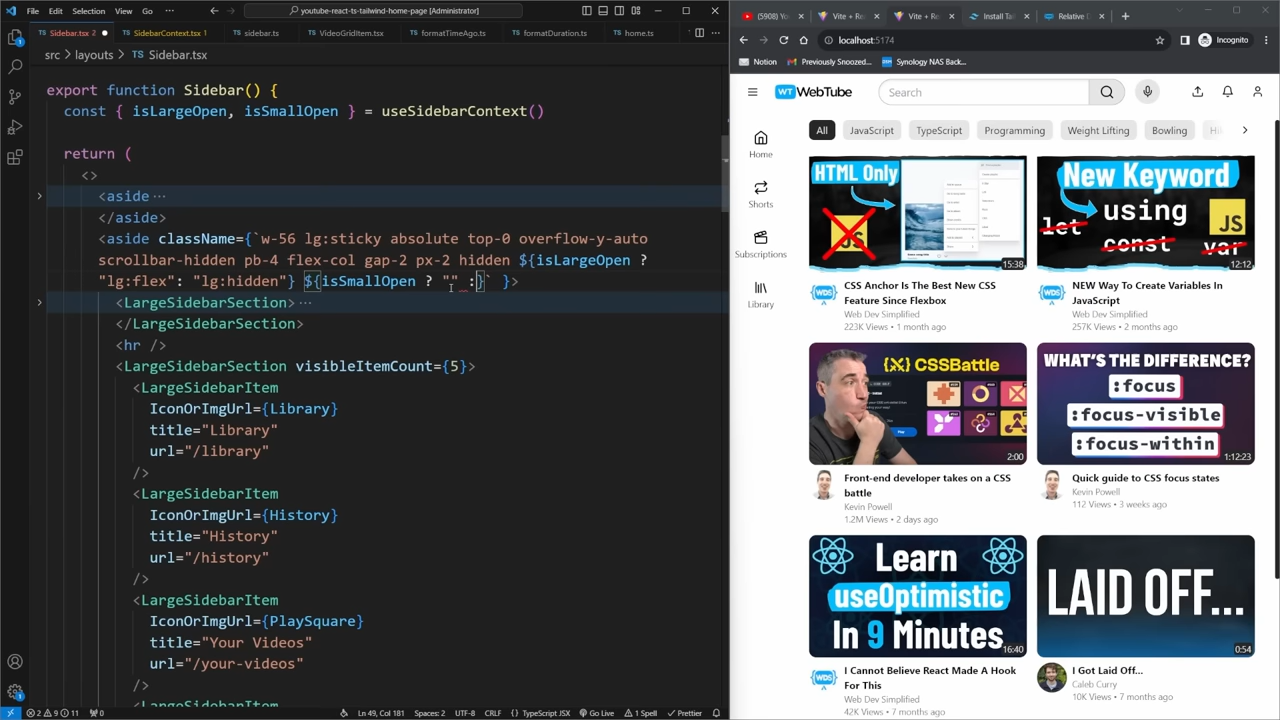 File Edit Selection View Go ···
youtube-react-ts-tailwind-home-page [Administrator]
Sidebar.tsx 2 SidebarContext.tsx 1 sidebar.ts VideoGridItem.tsx formatTimeAgo.ts formatDuration.ts home.ts
src > layouts > Sidebar.tsx
export function Sidebar() {
const { isLargeOpen, isSmallOpen } = useSidebarContext()
return (
<>
<aside ···
</aside>
lg:sticky absolute top-0 overflow-y-auto
flex-col gap-2 px-2 hidden ${isLargeOpen ?
"lg:hidden"} ${isSmallOpen ? ""
<LargeSidebarSection> ···
</LargeSidebarSection>
<hr />
<LargeSidebarSection visibleItemCount={5}>
<LargeSidebarItem
IconOrImgUrl={Library}
title="Library"
url="/library"
/>
<LargeSidebarItem
IconOrImgUrl={History}
title="History"
url="/history"
/>
<LargeSidebarItem
IconOrImgUrl={PlaySquare}
title="Your Videos"
url="/your-videos"
/>
2 9 11 0 Ln 49, Col 181 Spaces: 2 UTF-8 CRLF TypeScript JSX Go Live 1 Spell Prettier
(5908) Yo Vite + Re Vite + Re Install Tai Relative D
localhost:5174
Incognito
Notion Previously Snoozed... Synology NAS Back...
WT WebTube
Search
All JavaScript TypeScript Programming Weight Lifting Bowling
Home
Shorts
Subscriptions
Library
HTML Only
JS
15:38
WDS
CSS Anchor Is The Best New CSS
Feature Since Flexbox
Web Dev Simplified
223K Views • 1 month ago
New Keyword
let using JS
const var
12:12
WDS
NEW Way To Create Variables In
JavaScript
Web Dev Simplified
257K Views • 2 months ago
CSSBattle
2:00
Front-end developer takes on a CSS
battle
Kevin Powell
1.2M Views • 2 days ago
WHAT'S THE DIFFERENCE?
:focus
:focus-visible
:focus-within
1:12:23
Quick guide to CSS focus states
Kevin Powell
112 Views • 3 weeks ago
Learn
useOptimistic
In 9 Minutes
16:40
WDS
I Cannot Believe React Made A Hook
For This
Web Dev Simplified
42K Views • 7 months ago
LAID OFF...
0:54
I Got Laid Off...
Caleb Curry
10K Views • 7 months ago